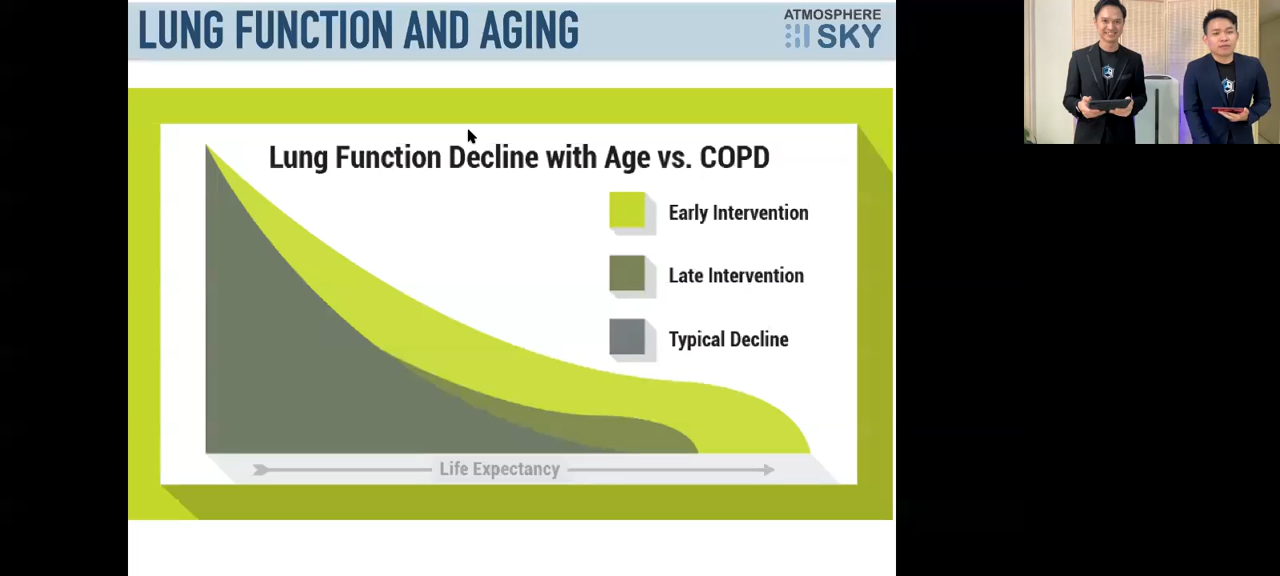 LUNG FUNCTION AND AGING
ATMOSPHERE
SKY
Lung Function Decline with Age vs. COPD
Early Intervention
Late Intervention
Typical Decline
Life Expectancy